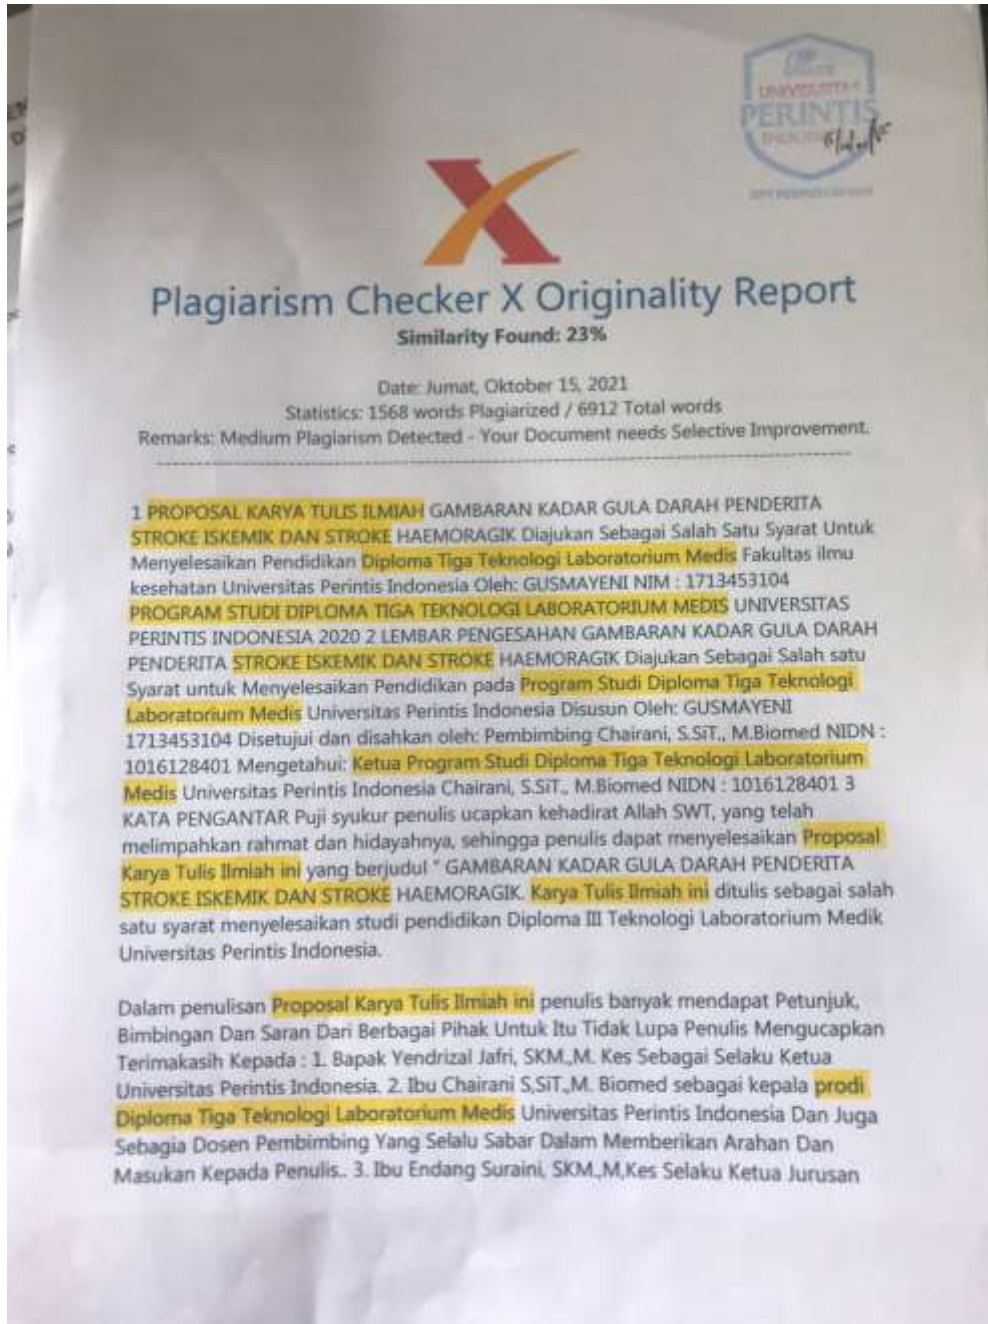 UNIVERSITAS
PERINTIS
INDONESIA
Plagiarism Checker X Originality Report
Similarity Found: 23%
Date: Jumat, Oktober 15, 2021
Statistics: 1568 words Plagiarized / 6912 Total words
Remarks: Medium Plagiarism Detected - Your Document needs Selective Improvement.
1 PROPOSAL KARYA TULIS ILMIAH GAMBARAN KADAR GULA DARAH PENDERITA
STROKE ISKEMIK DAN STROKE HAEMORAGIK Diajukan Sebagai Salah Satu Syarat Untuk
Menyelesaikan Pendidikan Diploma Tiga Teknologi Laboratorium Medis Fakultas ilmu
kesehatan Universitas Perintis Indonesia Oleh: GUSMAYENI NIM : 1713453104
PROGRAM STUDI DIPLOMA TIGA TEKNOLOGI LABORATORIUM MEDIS UNIVERSITAS
PERINTIS INDONESIA 2020 2 LEMBAR PENGESAHAN GAMBARAN KADAR GULA DARAH
PENDERITA STROKE ISKEMIK DAN STROKE HAEMORAGIK Diajukan Sebagai Salah satu
Syarat untuk Menyelesaikan Pendidikan pada Program Studi Diploma Tiga Teknologi
Laboratorium Medis Universitas Perintis Indonesia Disusun Oleh: GUSMAYENI
1713453104 Disetujui dan disahkan oleh: Pembimbing Chairani, S.SiT., M.Biomed NIDN :
1016128401 Mengetahui: Ketua Program Studi Diploma Tiga Teknologi Laboratorium
Medis Universitas Perintis Indonesia Chairani, S.SiT., M.Biomed NIDN : 1016128401 3
KATA PENGANTAR Puji syukur penulis ucapkan kehadirat Allah SWT, yang telah
melimpahkan rahmat dan hidayahnya, sehingga penulis dapat menyelesaikan Proposal
Karya Tulis Ilmiah ini yang berjudul " GAMBARAN KADAR GULA DARAH PENDERITA
STROKE ISKEMIK DAN STROKE HAEMORAGIK. Karya Tulis Ilmiah ini ditulis sebagai salah
satu syarat menyelesaikan studi pendidikan Diploma III Teknologi Laboratorium Medik
Universitas Perintis Indonesia.
Dalam penulisan Proposal Karya Tulis Ilmiah ini penulis banyak mendapat Petunjuk,
Bimbingan Dan Saran Dari Berbagai Pihak Untuk Itu Tidak Lupa Penulis Mengucapkan
Terimakasih Kepada : 1. Bapak Yendrizal Jafri, SKM.,M. Kes Sebagai Selaku Ketua
Universitas Perintis Indonesia. 2. Ibu Chairani S,SiT.,M. Biomed sebagai kepala prodi
Diploma Tiga Teknologi Laboratorium Medis Universitas Perintis Indonesia Dan Juga
Sebagia Dosen Pembimbing Yang Selalu Sabar Dalam Memberikan Arahan Dan
Masukan Kepada Penulis.. 3. Ibu Endang Suraini, SKM.,M,Kes Selaku Ketua Jurusan